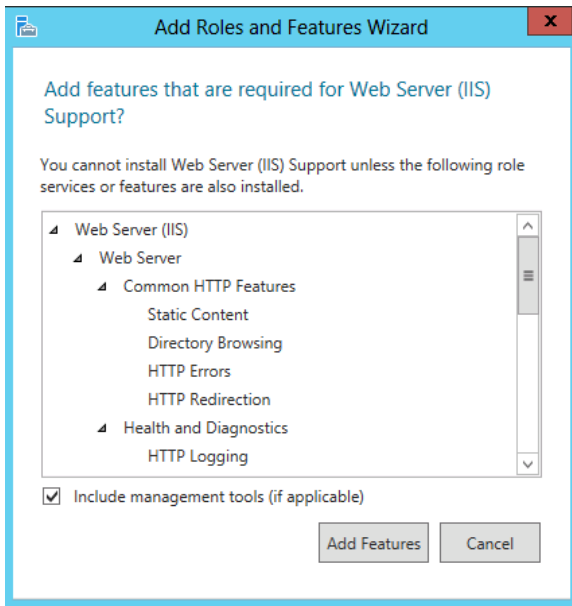 Add Roles and Features Wizard
x
Add features that are required for Web Server (IIS)
Support?
You cannot install Web Server (IIS) Support unless the following role
services or features are also installed.
Web Server (IIS)
Web Server
Common HTTP Features
Static Content
Directory Browsing
HTTP Errors
HTTP Redirection
Health and Diagnostics
HTTP Logging
Include management tools (if applicable)
Add Features Cancel